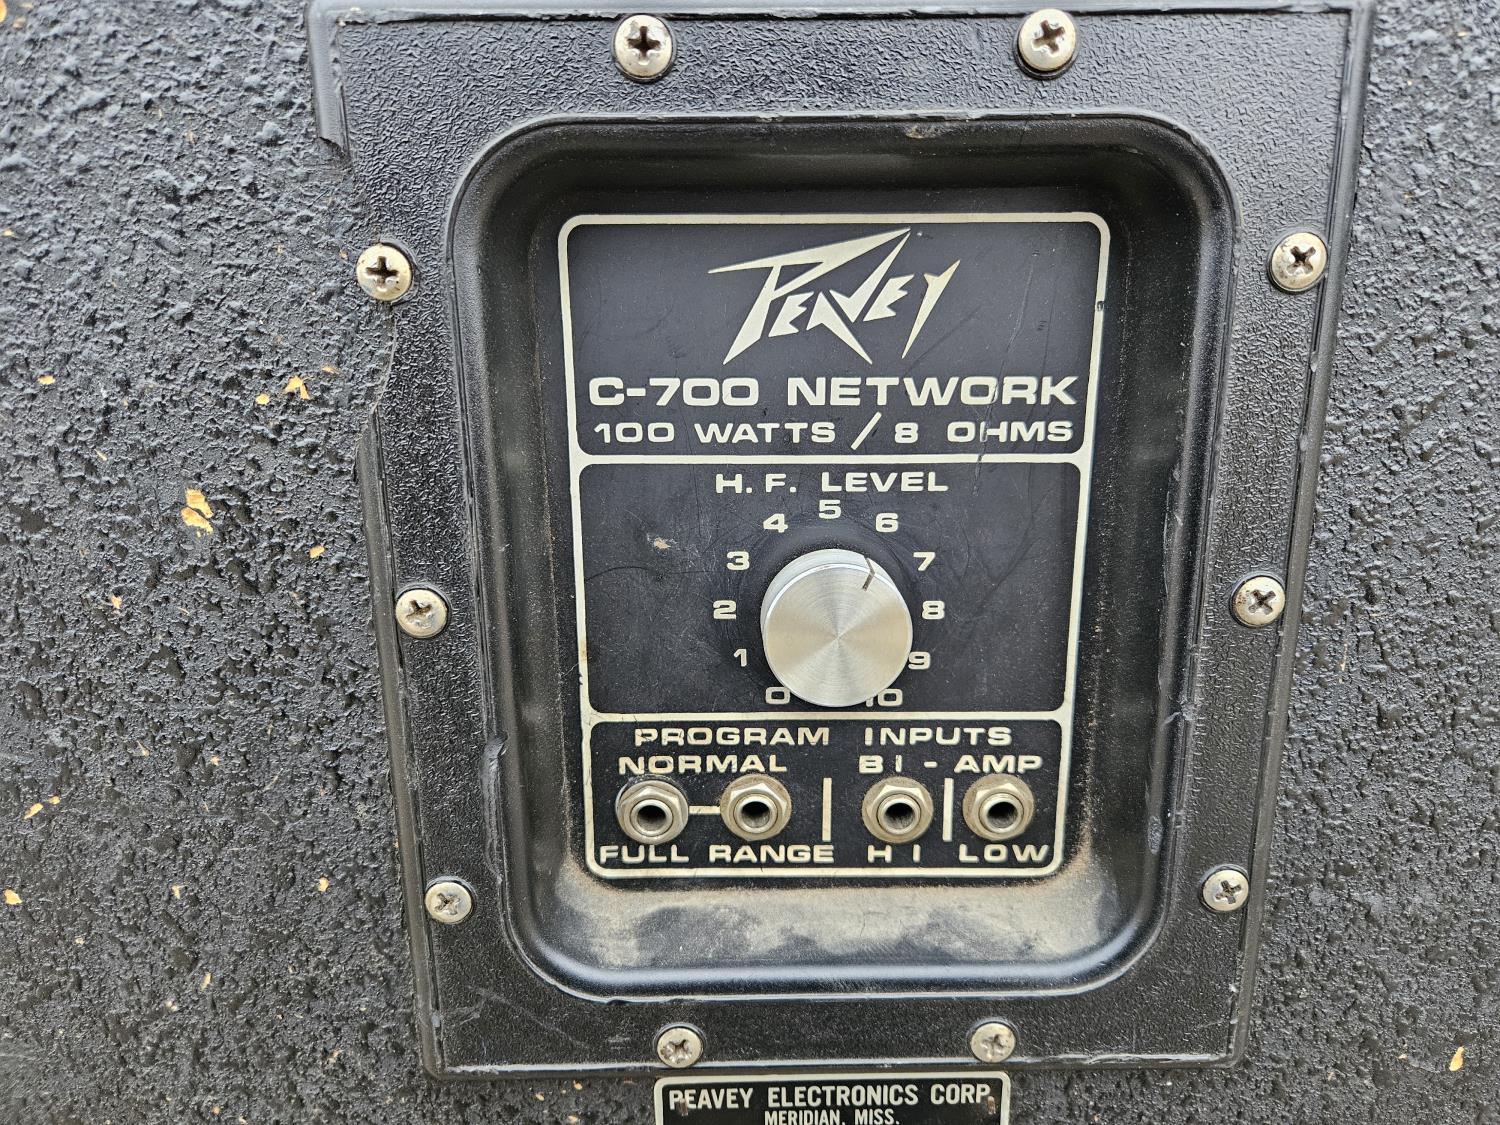 PEAVEY
C-700 NETWORK
100 WATTS / 8 OHMS
H. F. LEVEL
0 1 2 3 4 5 6 7 8 9 10
PROGRAM INPUTS
NORMAL BI - AMP
FULL RANGE HI LOW
PEAVEY ELECTRONICS CORP.
MERIDIAN, MISS.